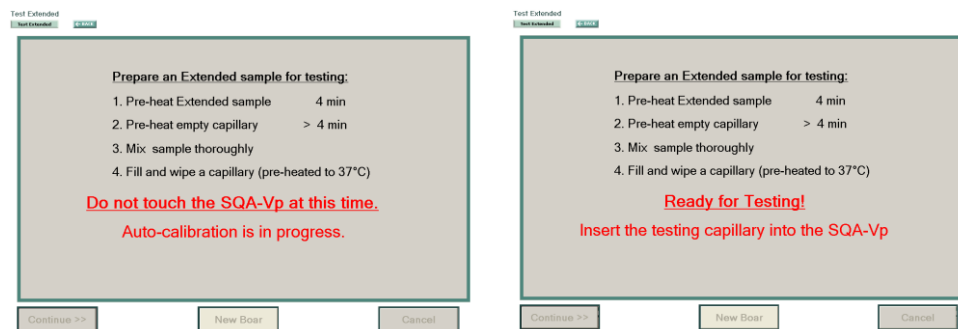 Test Extended
Test Extended
<- BACK
Prepare an Extended sample for testing:
1. Pre-heat Extended sample 4 min
2. Pre-heat empty capillary > 4 min
3. Mix sample thoroughly
4. Fill and wipe a capillary (pre-heated to 37°C)
Do not touch the SQA-Vp at this time.
Auto-calibration is in progress.
Continue >>
New Boar
Cancel
Test Extended
Test Extended
<- BACK
Prepare an Extended sample for testing:
1. Pre-heat Extended sample 4 min
2. Pre-heat empty capillary > 4 min
3. Mix sample thoroughly
4. Fill and wipe a capillary (pre-heated to 37°C)
Ready for Testing!
Insert the testing capillary into the SQA-Vp
Continue >>
New Boar
Cancel